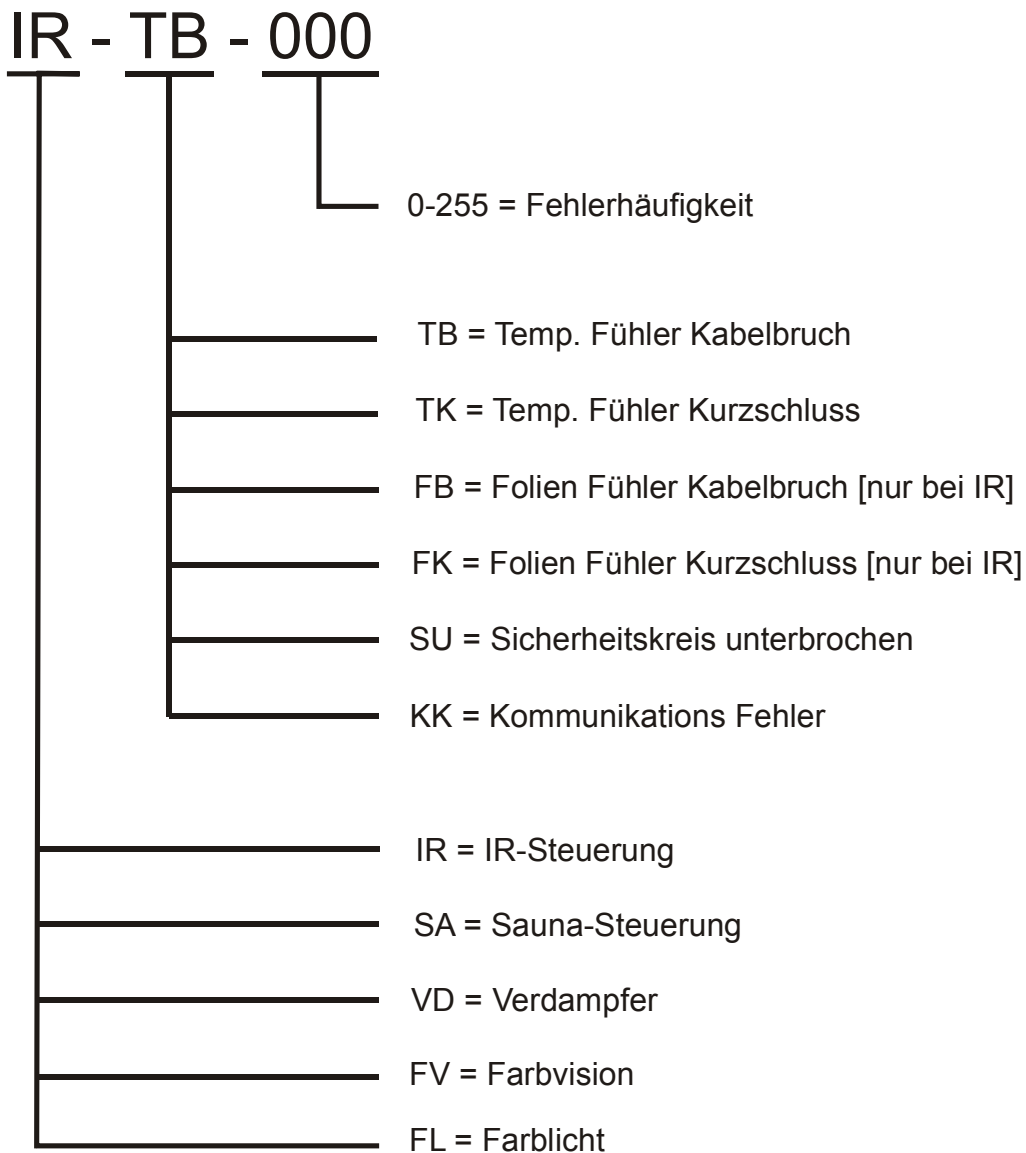 IR - TB - 000
0-255 = Fehlerhäufigkeit
TB = Temp. Fühler Kabelbruch
TK = Temp. Fühler Kurzschluss
FB = Folien Fühler Kabelbruch [nur bei IR]
FK = Folien Fühler Kurzschluss [nur bei IR]
SU = Sicherheitskreis unterbrochen
KK = Kommunikations Fehler
IR = IR-Steuerung
SA = Sauna-Steuerung
VD = Verdampfer
FV = Farbvision
FL = Farblicht